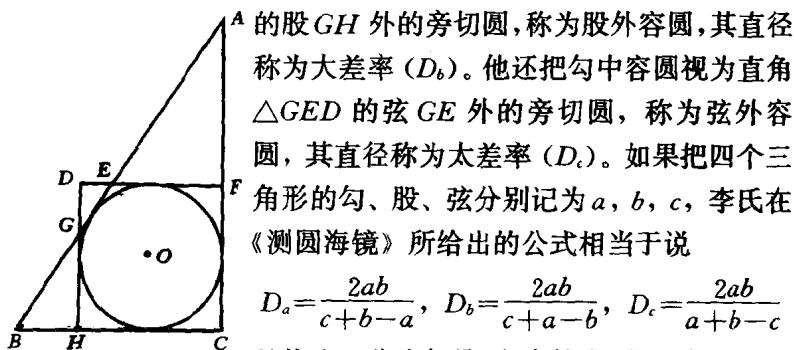 A
的股GH外的旁切圆,称为股外容圆,其直径
称为大差率(D_b)。他还把勾中容圆视为直角
△GED的弦GE外的旁切圆,称为弦外容
圆,其直径称为太差率(D_c)。如果把四个三
角形的勾、股、弦分别记为a,b,c,李氏在
《测圆海镜》所给出的公式相当于说
D_a=2ab/(c+b-a), D_b=2ab/(c+a-b), D_c=2ab/(a+b-c)
D E F
G
O
B H C